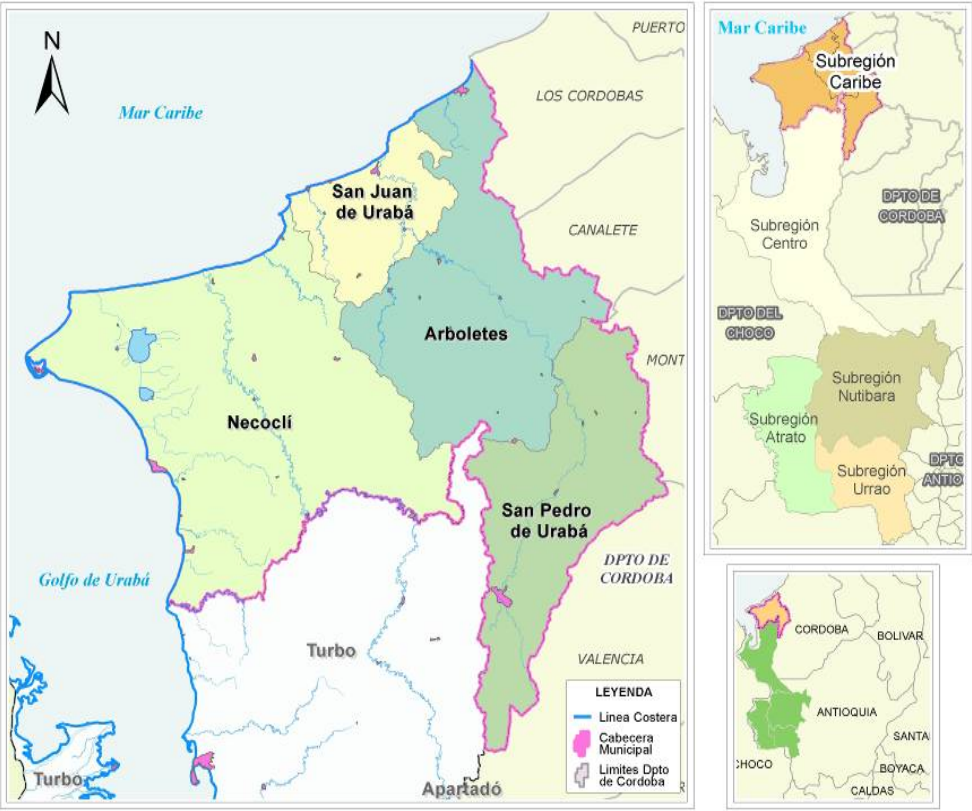 N
PUERTO
Mar Caribe
LOS CORDOBAS
San Juan
de Urabá
CANALETE
Arboletes
MONT
Necoclí
San Pedro
de Urabá
DPTO DE
CORDOBA
Golfo de Urabá
Turbo
VALENCIA
LEYENDA
Linea Costera
Cabecera
Municipal
Limites Dpto
de Cordoba
Turbo
Apartadó
R
Mar Caribe
Subregión
Caribe
DPTO DE
CORDOBA
Subregión
Centro
DPTO DEL
CHOCO
Subregión
Nutibara
Subregión
Atrato
DPTO
ANTIO
Subregión
Urrao
CORDOBA
BOLIVAR
ANTIOQUIA
SANTA
CHOCO
BOYACA
CALDAS